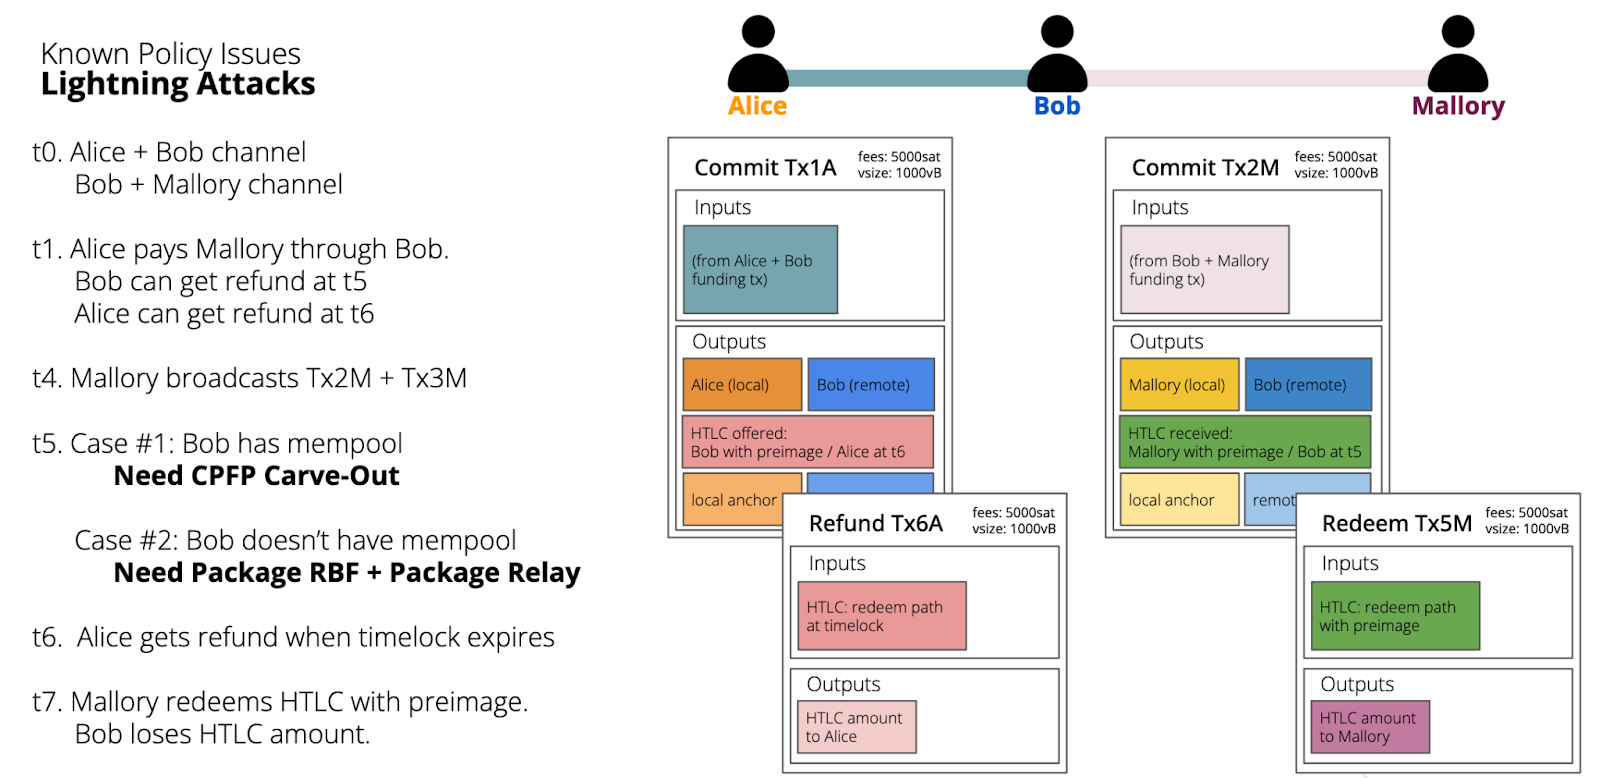 Known Policy Issues
Lightning Attacks
t0. Alice + Bob channel
Bob + Mallory channel
t1. Alice pays Mallory through Bob.
Bob can get refund at t5
Alice can get refund at t6
t4. Mallory broadcasts Tx2M + Tx3M
t5. Case #1: Bob has mempool
Need CPFP Carve-Out
Case #2: Bob doesn't have mempool
Need Package RBF + Package Relay
t6. Alice gets refund when timelock expires
t7. Mallory redeems HTLC with preimage.
Bob loses HTLC amount.
Alice
Bob
Mallory
Commit Tx1A
fees: 5000sat
vsize: 1000vB
Inputs
(from Alice + Bob
funding tx)
Outputs
Alice (local)
Bob (remote)
HTLC offered:
Bob with preimage / Alice at t6
local anchor
Refund Tx6A
fees: 5000sat
vsize: 1000vB
Inputs
HTLC: redeem path
at timelock
Outputs
HTLC amount
to Alice
Commit Tx2M
fees: 5000sat
vsize: 1000vB
Inputs
(from Bob + Mallory
funding tx)
Outputs
Mallory (local)
Bob (remote)
HTLC received:
Mallory with preimage / Bob at t5
local anchor
remot
Redeem Tx5M
fees: 5000sat
vsize: 1000vB
Inputs
HTLC: redeem path
with preimage
Outputs
HTLC amount
to Mallory